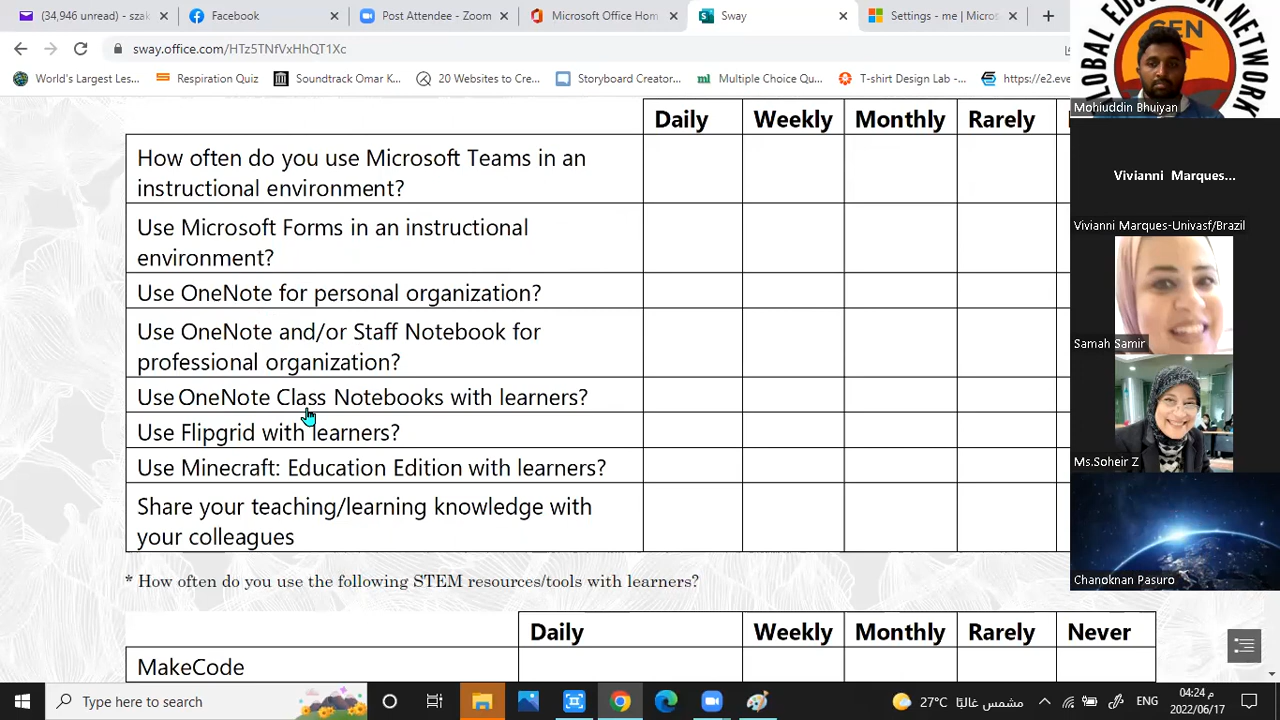 (34,946 unread) - szak
Facebook
Post Attendee - Zoom
Microsoft Office Hom
Sway
Settings - me | Micros
sway.office.com/HTz5TNfVxHhQT1Xc
World's Largest Les...
Respiration Quiz
Soundtrack Omar K...
20 Websites to Cre...
Storyboard Creator...
Multiple Choice Qu...
T-shirt Design Lab -...
https://e2.eve
GLOBAL EDUCATION NETWORK
GEN
Mohiuddin Bhuiyan
Vivianni Marques...
Vivianni Marques-Univasf/Brazil
Samah Samir
Ms.Soheir Z
Chanoknan Pasuro
Daily Weekly Monthly Rarely
How often do you use Microsoft Teams in an
instructional environment?
Use Microsoft Forms in an instructional
environment?
Use OneNote for personal organization?
Use OneNote and/or Staff Notebook for
professional organization?
Use OneNote Class Notebooks with learners?
Use Flipgrid with learners?
Use Minecraft: Education Edition with learners?
Share your teaching/learning knowledge with
your colleagues
* How often do you use the following STEM resources/tools with learners?
Daily Weekly Monthly Rarely Never
MakeCode
Type here to search
27°C مشمس غالبًا
ENG
04:24 م
2022/06/17